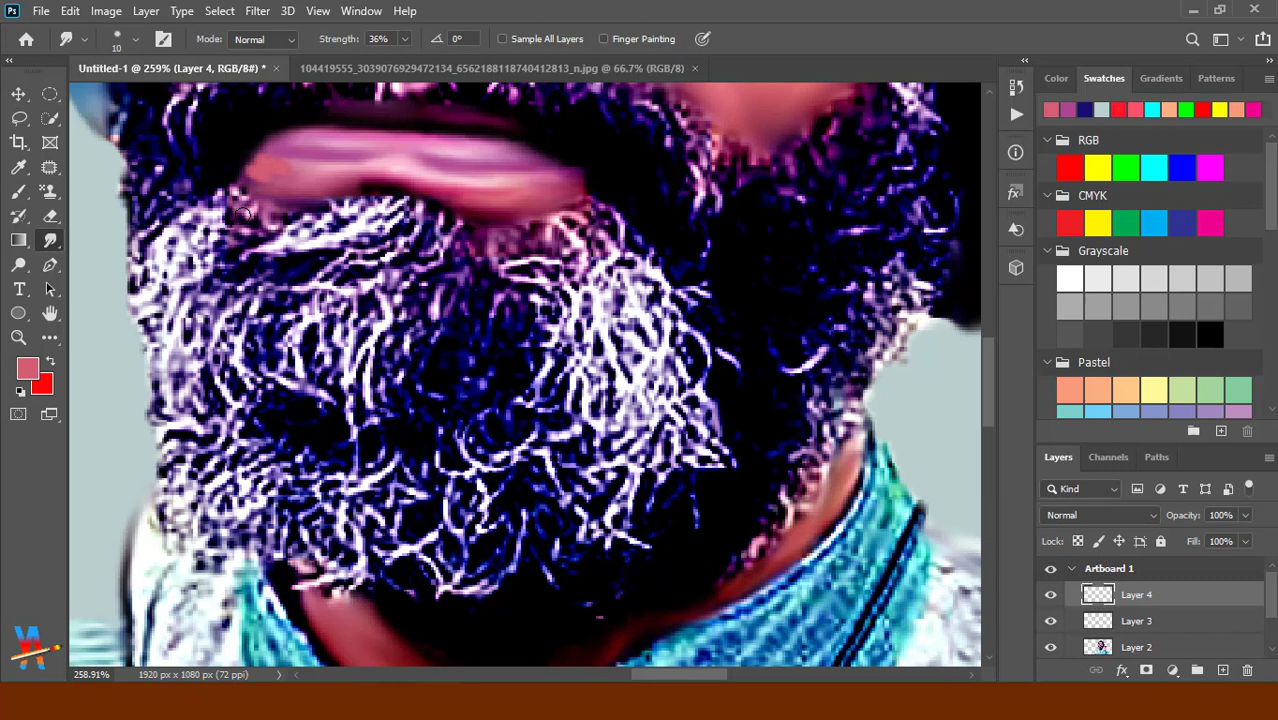 Ps File Edit Image Layer Type Select Filter 3D View Window Help
10 Mode: Normal Strength: 36% 0° Sample All Layers Finger Painting
Untitled-1 @ 259% (Layer 4, RGB/8#) * × 104419555_3039076929472134_6562188118740412813_n.jpg @ 66.7% (RGB/8) ×
Color Swatches Gradients Patterns
RGB
CMYK
Grayscale
Pastel
Layers Channels Paths
Kind
Normal Opacity: 100%
Lock: Fill: 100%
Artboard 1
Layer 4
Layer 3
Layer 2
258.91% 1920 px x 1080 px (72 ppi)